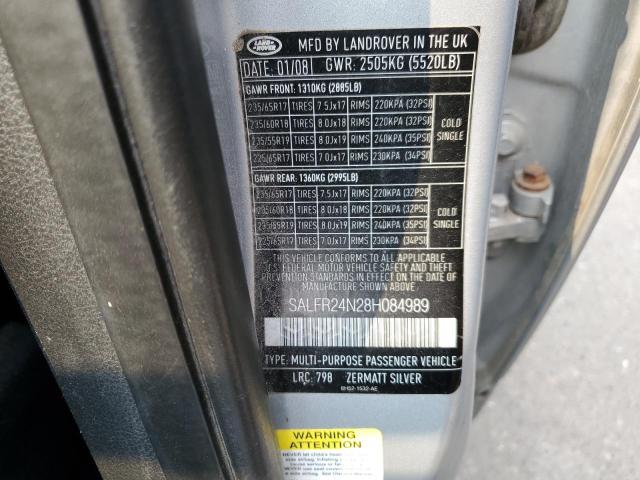 LAND-ROVER
MFD BY LANDROVER IN THE UK
DATE: 01/08 GWR: 2505KG (5520LB)
GAWR FRONT: 1310KG (2885LB)
235/65R17 TIRES 7.5Jx17 RIMS 220KPA (32PSI)
235/60R18 TIRES 8.0Jx18 RIMS 220KPA (32PSI)
235/55R19 TIRES 8.0Jx19 RIMS 240KPA (35PSI)
225/65R17 TIRES 7.0Jx17 RIMS 230KPA (34PSI)
COLD
SINGLE
GAWR REAR: 1360KG (2995LB)
235/65R17 TIRES 7.5Jx17 RIMS 220KPA (32PSI)
235/60R18 TIRES 8.0Jx18 RIMS 220KPA (32PSI)
235/55R19 TIRES 8.0Jx19 RIMS 240KPA (35PSI)
225/65R17 TIRES 7.0Jx17 RIMS 230KPA (34PSI)
COLD
SINGLE
THIS VEHICLE CONFORMS TO ALL APPLICABLE
U.S. FEDERAL MOTOR VEHICLE SAFETY AND THEFT
PREVENTION STANDARDS IN EFFECT ON THE
DATE OF MANUFACTURE SHOWN ABOVE.
SALFR24N28H084989
TYPE: MULTI-PURPOSE PASSENGER VEHICLE
LRC: 798 ZERMATT SILVER
6H52-1532-AE
WARNING
ATTENTION